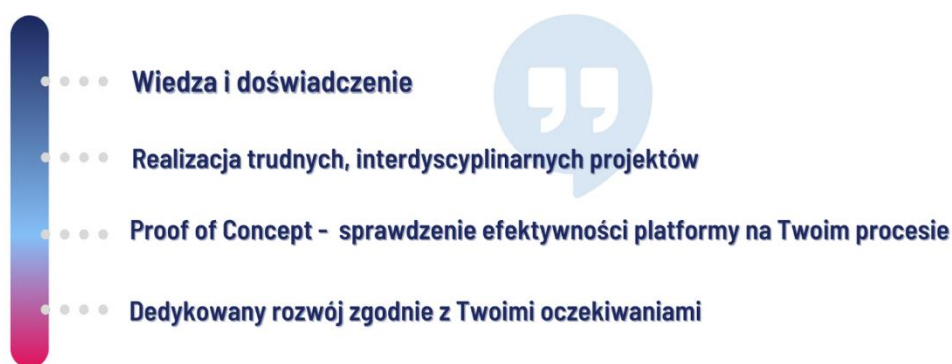 Wiedza i doświadczenie
Realizacja trudnych, interdyscyplinarnych projektów
Proof of Concept - sprawdzenie efektywności platformy na Twoim procesie
Dedykowany rozwój zgodnie z Twoimi oczekiwaniami